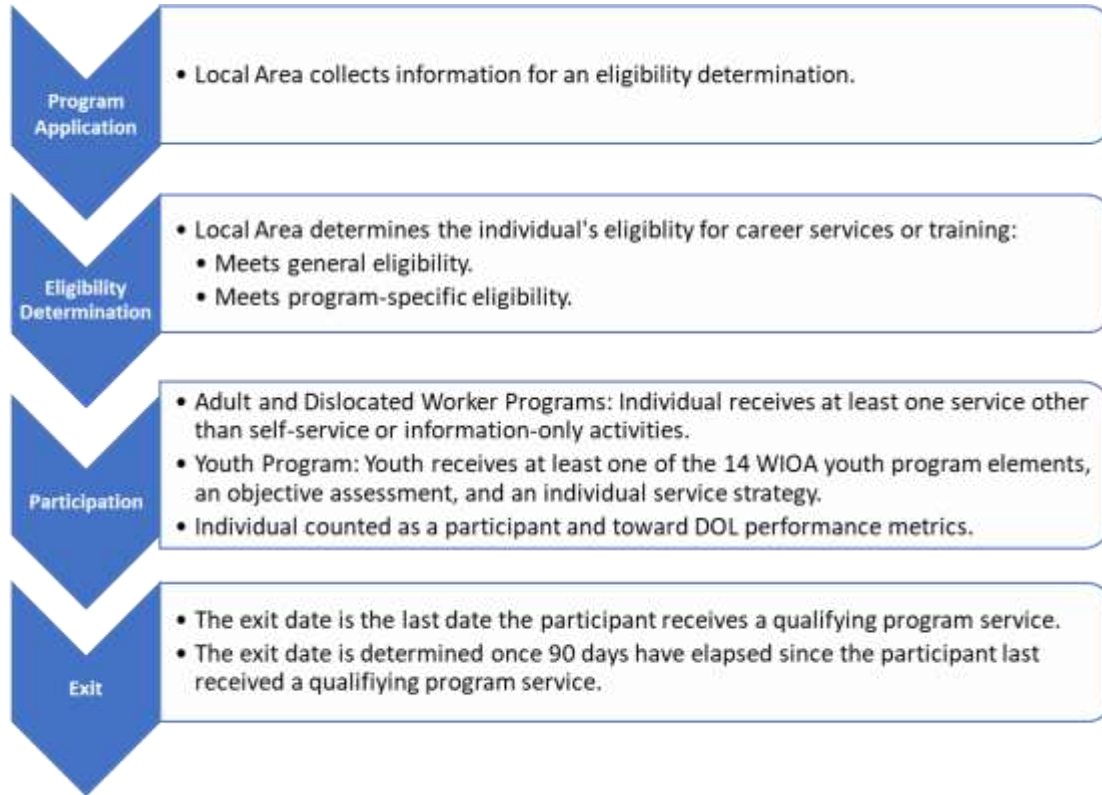 Program
Application
• Local Area collects information for an eligibility determination.
Eligibility
Determination
• Local Area determines the individual's eligiblity for career services or training:
• Meets general eligibility.
• Meets program-specific eligibility.
Participation
• Adult and Dislocated Worker Programs: Individual receives at least one service other
than self-service or information-only activities.
• Youth Program: Youth receives at least one of the 14 WIOA youth program elements,
an objective assessment, and an individual service strategy.
• Individual counted as a participant and toward DOL performance metrics.
Exit
• The exit date is the last date the participant receives a qualifying program service.
• The exit date is determined once 90 days have elapsed since the participant last
received a qualifiying program service.